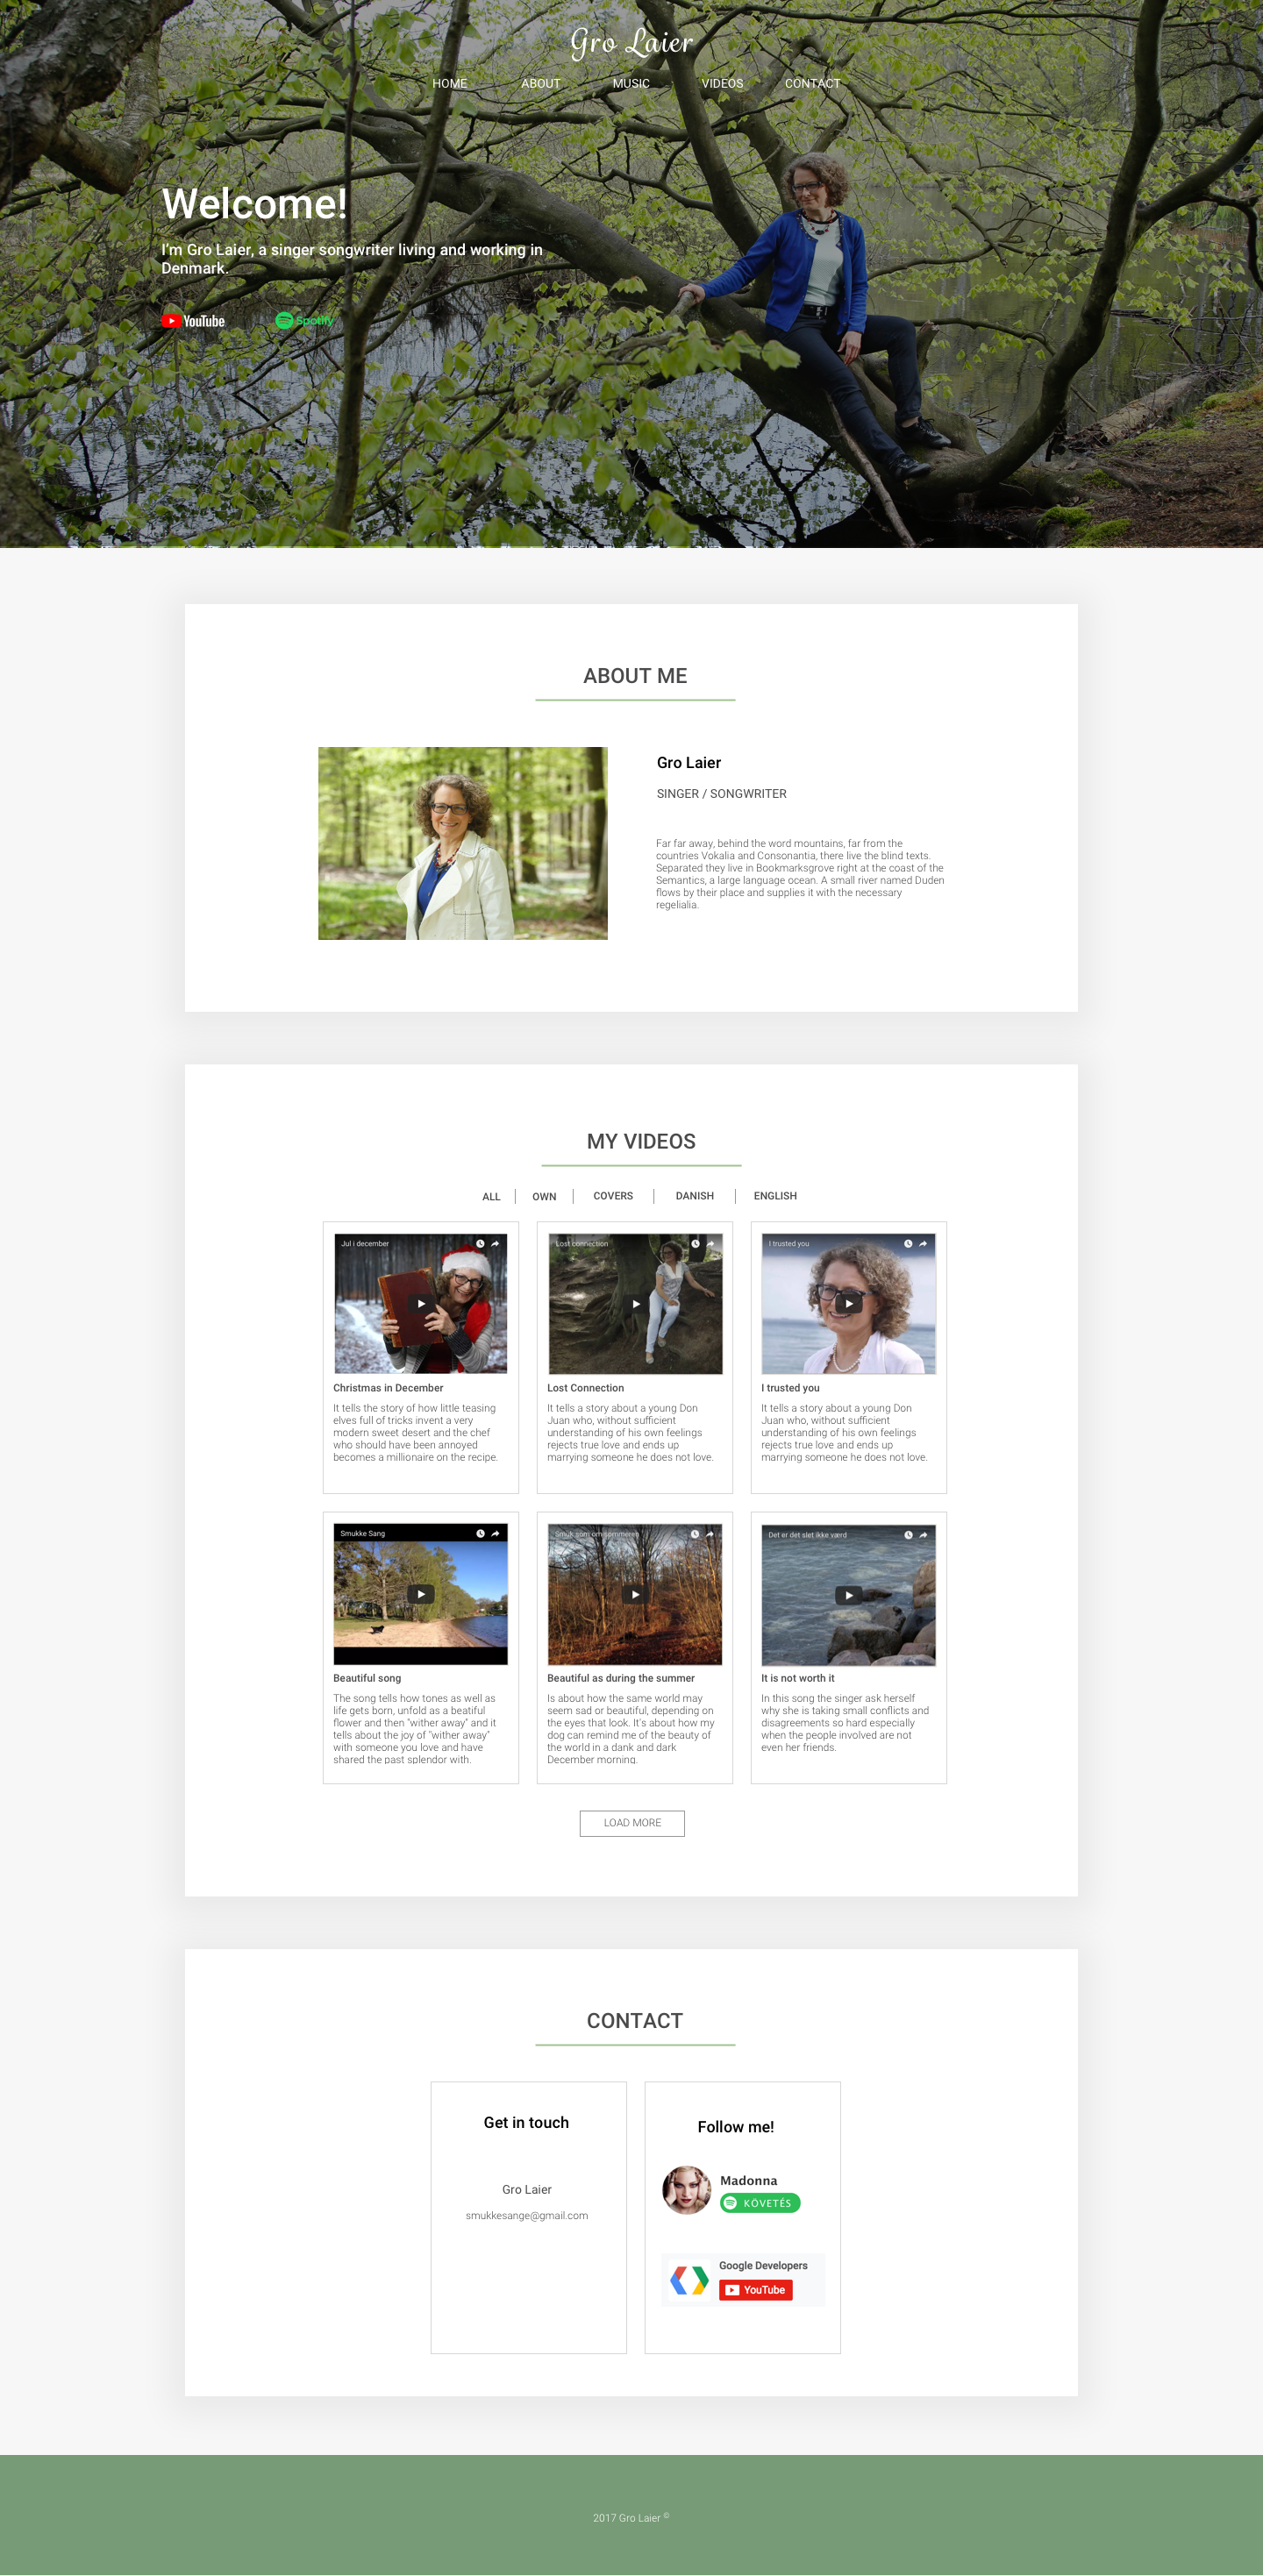 Gro Laier
HOME ABOUT MUSIC VIDEOS CONTACT
Welcome!
I'm Gro Laier, a singer songwriter living and working in
Denmark.
YouTube Spotify
ABOUT ME
Gro Laier
SINGER / SONGWRITER
Far far away, behind the word mountains, far from the
countries Vokalia and Consonantia, there live the blind texts.
Separated they live in Bookmarksgrove right at the coast of the
Semantics, a large language ocean. A small river named Duden
flows by their place and supplies it with the necessary
regelialia.
MY VIDEOS
ALL | OWN | COVERS | DANISH | ENGLISH
Jul i december
Christmas in December
It tells the story of how little teasing
elves full of tricks invent a very
modern sweet desert and the chef
who should have been annoyed
becomes a millionaire on the recipe.
Lost connection
Lost Connection
It tells a story about a young Don
Juan who, without sufficient
understanding of his own feelings
rejects true love and ends up
marrying someone he does not love.
I trusted you
I trusted you
It tells a story about a young Don
Juan who, without sufficient
understanding of his own feelings
rejects true love and ends up
marrying someone he does not love.
Smukke Sang
Beautiful song
The song tells how tones as well as
life gets born, unfold as a beatiful
flower and then "wither away" and it
tells about the joy of "wither away"
with someone you love and have
shared the past splendor with.
Smuk som om sommeren
Beautiful as during the summer
Is about how the same world may
seem sad or beautiful, depending on
the eyes that look. It's about how my
dog can remind me of the beauty of
the world in a dank and dark
December morning.
Det er det slet ikke værd
It is not worth it
In this song the singer ask herself
why she is taking small conflicts and
disagreements so hard especially
when the people involved are not
even her friends.
LOAD MORE
CONTACT
Get in touch
Gro Laier
smukkesange@gmail.com
Follow me!
Madonna
KÖVETÉS
Google Developers
YouTube
2017 Gro Laier ©